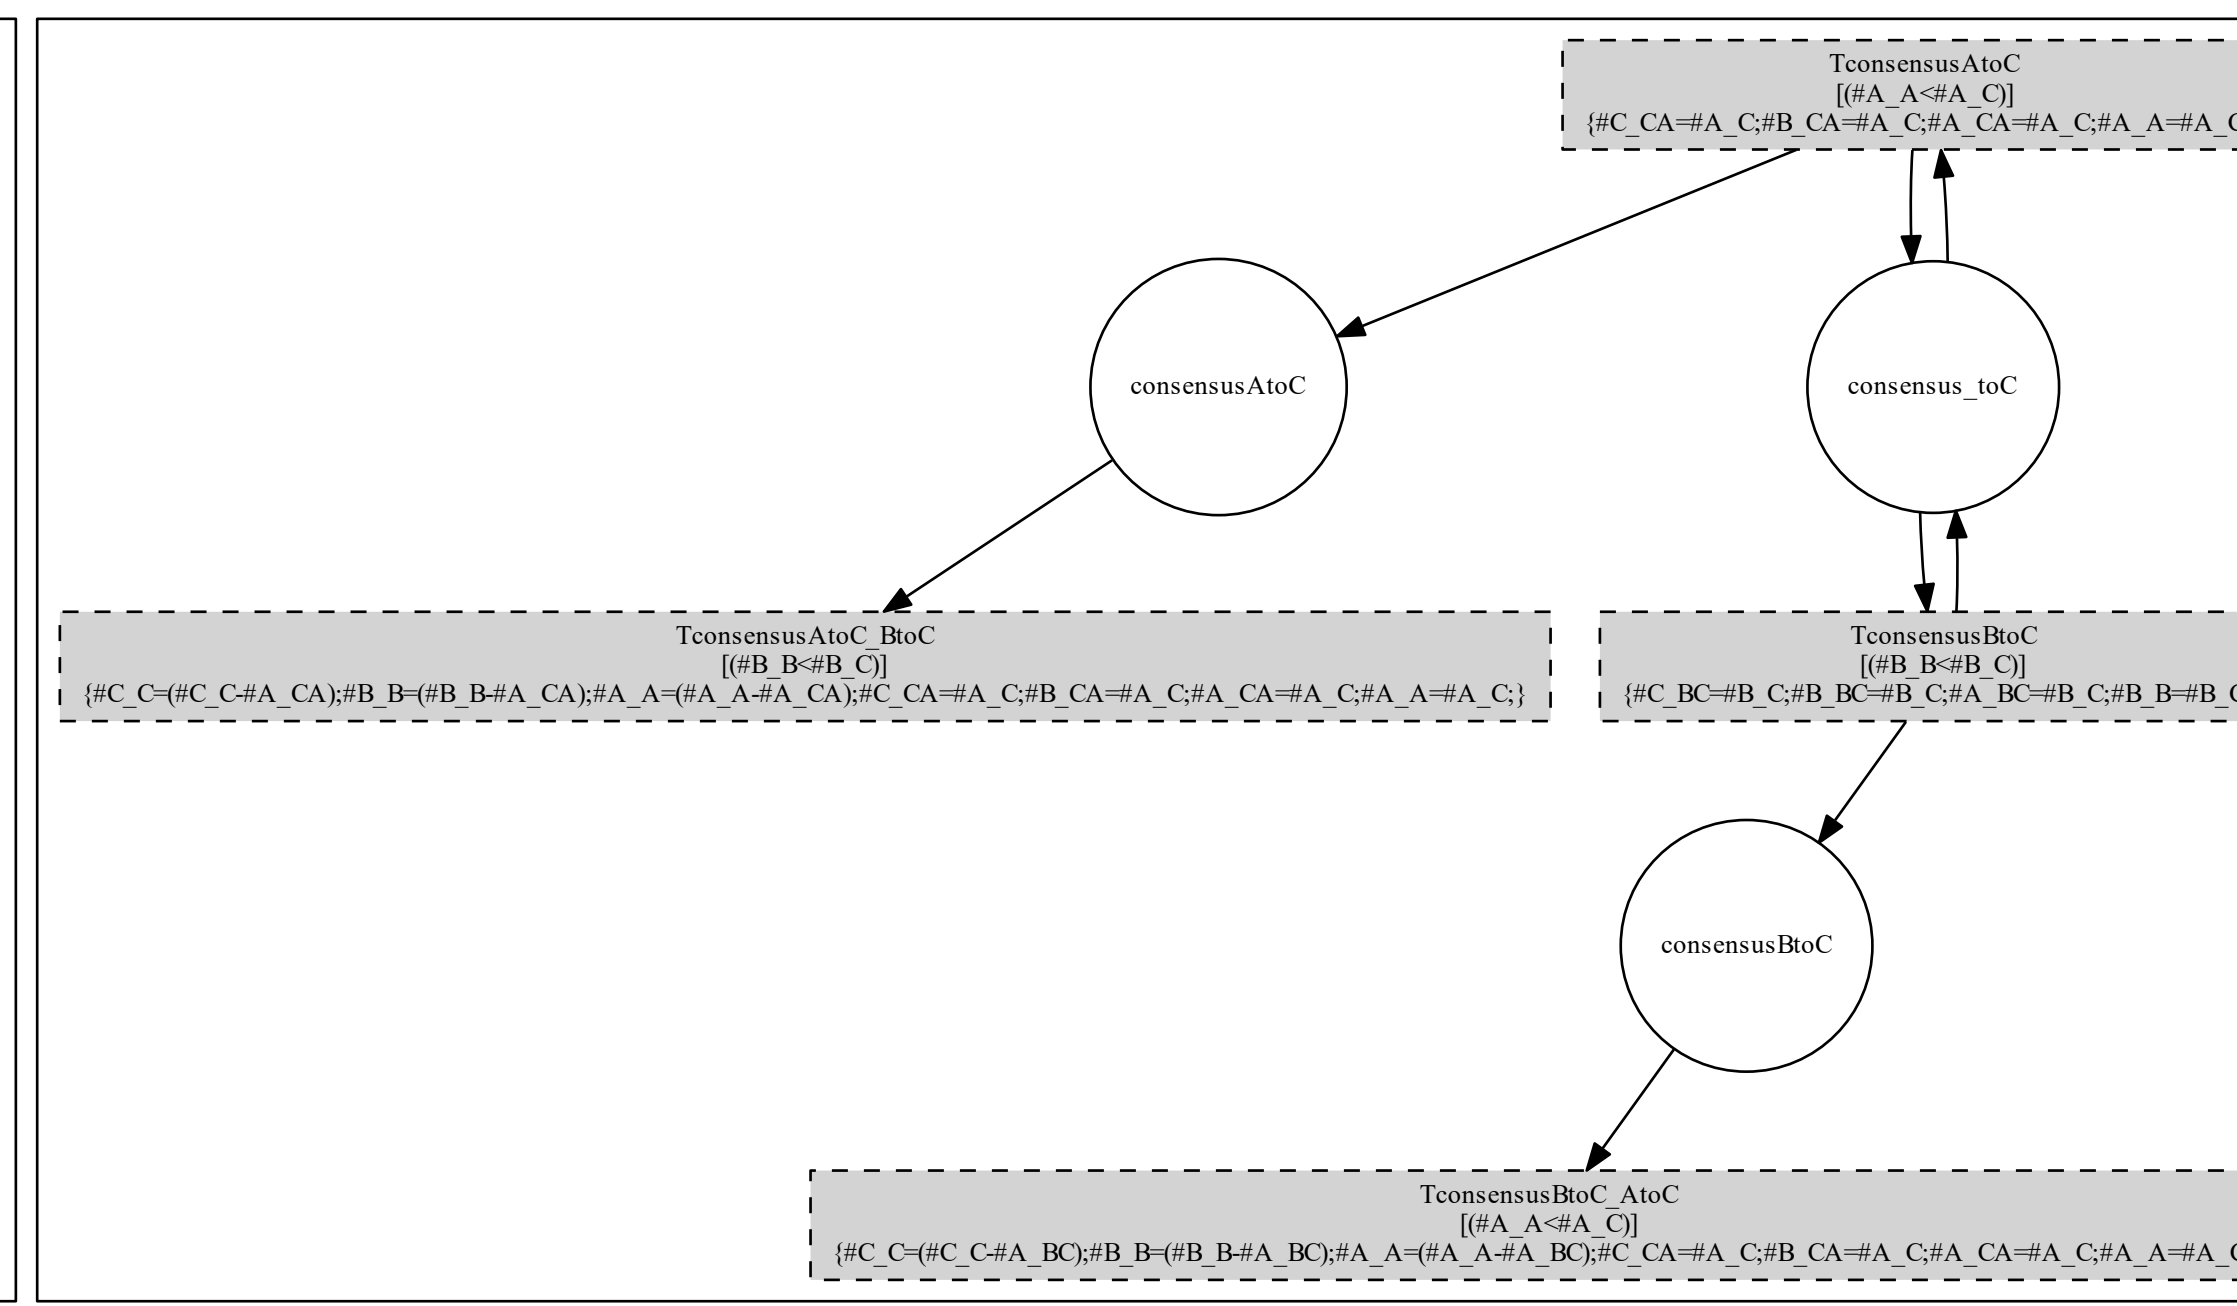 TconsensusAtoC
[(#A_A<#A_C)]
{#C_CA=#A_C;#B_CA=#A_C;#A_CA=#A_C;#A_A=#A_C
consensusAtoC
consensus_toC
TconsensusAtoC_BtoC
[(#B_B<#B_C)]
{#C_C=(#C_C-#A_CA);#B_B=(#B_B-#A_CA);#A_A=(#A_A-#A_CA);#C_CA=#A_C;#B_CA=#A_C;#A_CA=#A_C;#A_A=#A_C;}
TconsensusBtoC
[(#B_B<#B_C)]
{#C_BC=#B_C;#B_BC=#B_C;#A_BC=#B_C;#B_B=#B_C
consensusBtoC
TconsensusBtoC_AtoC
[(#A_A<#A_C)]
{#C_C=(#C_C-#A_BC);#B_B=(#B_B-#A_BC);#A_A=(#A_A-#A_BC);#C_CA=#A_C;#B_CA=#A_C;#A_CA=#A_C;#A_A=#A_C